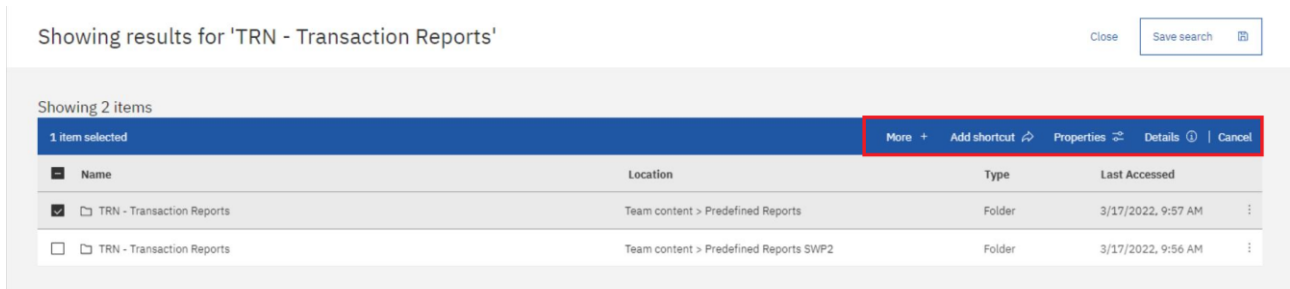 Showing results for 'TRN - Transaction Reports'
Close
Save search
Showing 2 items
1 item selected
More + Add shortcut Properties Details | Cancel
Name Location Type Last Accessed
TRN - Transaction Reports Team content > Predefined Reports Folder 3/17/2022, 9:57 AM
TRN - Transaction Reports Team content > Predefined Reports SWP2 Folder 3/17/2022, 9:56 AM